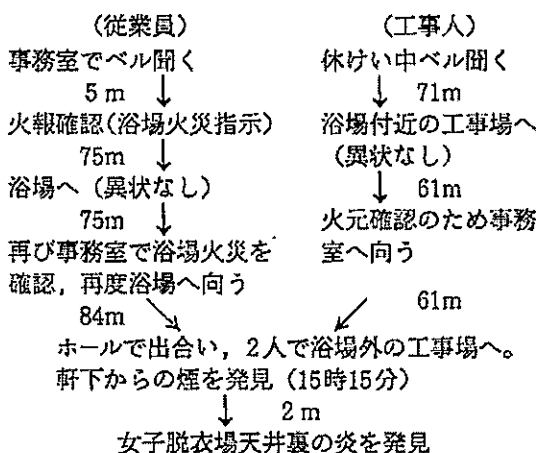 （従業員）
事務室でベル聞く
5m
火報確認（浴場火災指示）
75m
浴場へ（異状なし）
75m
再び事務室で浴場火災を
確認，再度浴場へ向う
84m
（工事人）
休けい中ベル聞く
71m
浴場付近の工事場へ
（異状なし）
61m
火元確認のため事務
室へ向う
61m
ホールで出合い，2人で浴場外の工事場へ。
軒下からの煙を発見（15時15分）
2m
女子脱衣場天井裏の炎を発見